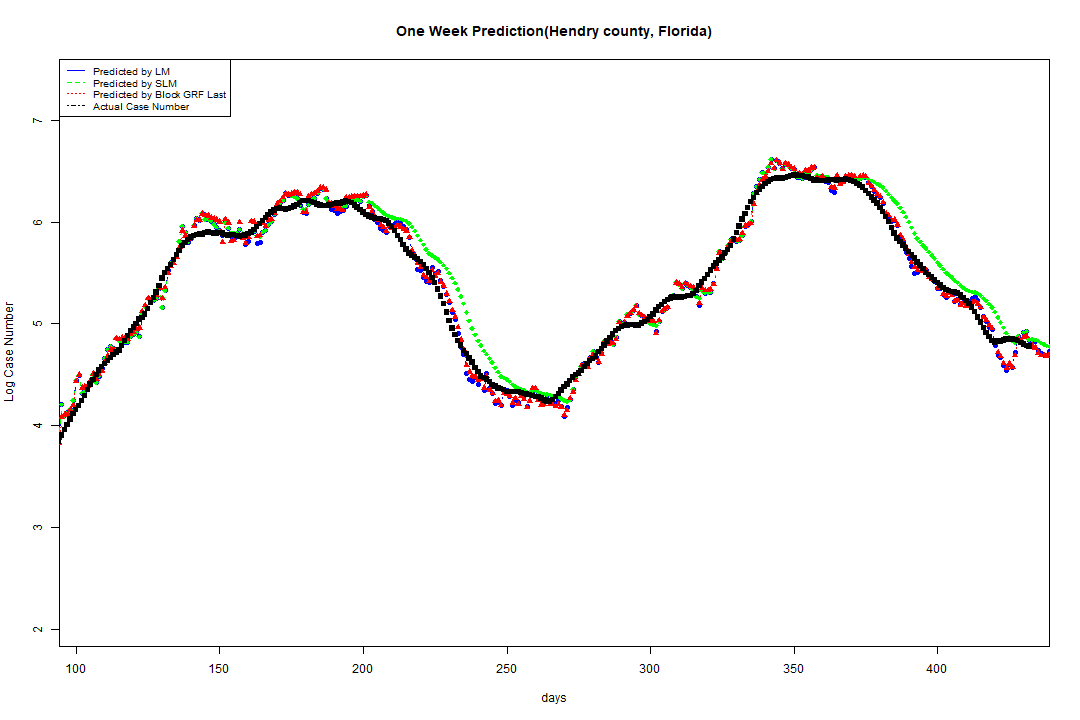 One Week Prediction(Hendry county, Florida)
Predicted by LM
Predicted by SLM
Predicted by Block GRF Last
Actual Case Number
7
6
5
4
3
2
Log Case Number
100 150 200 250 300 350 400
days